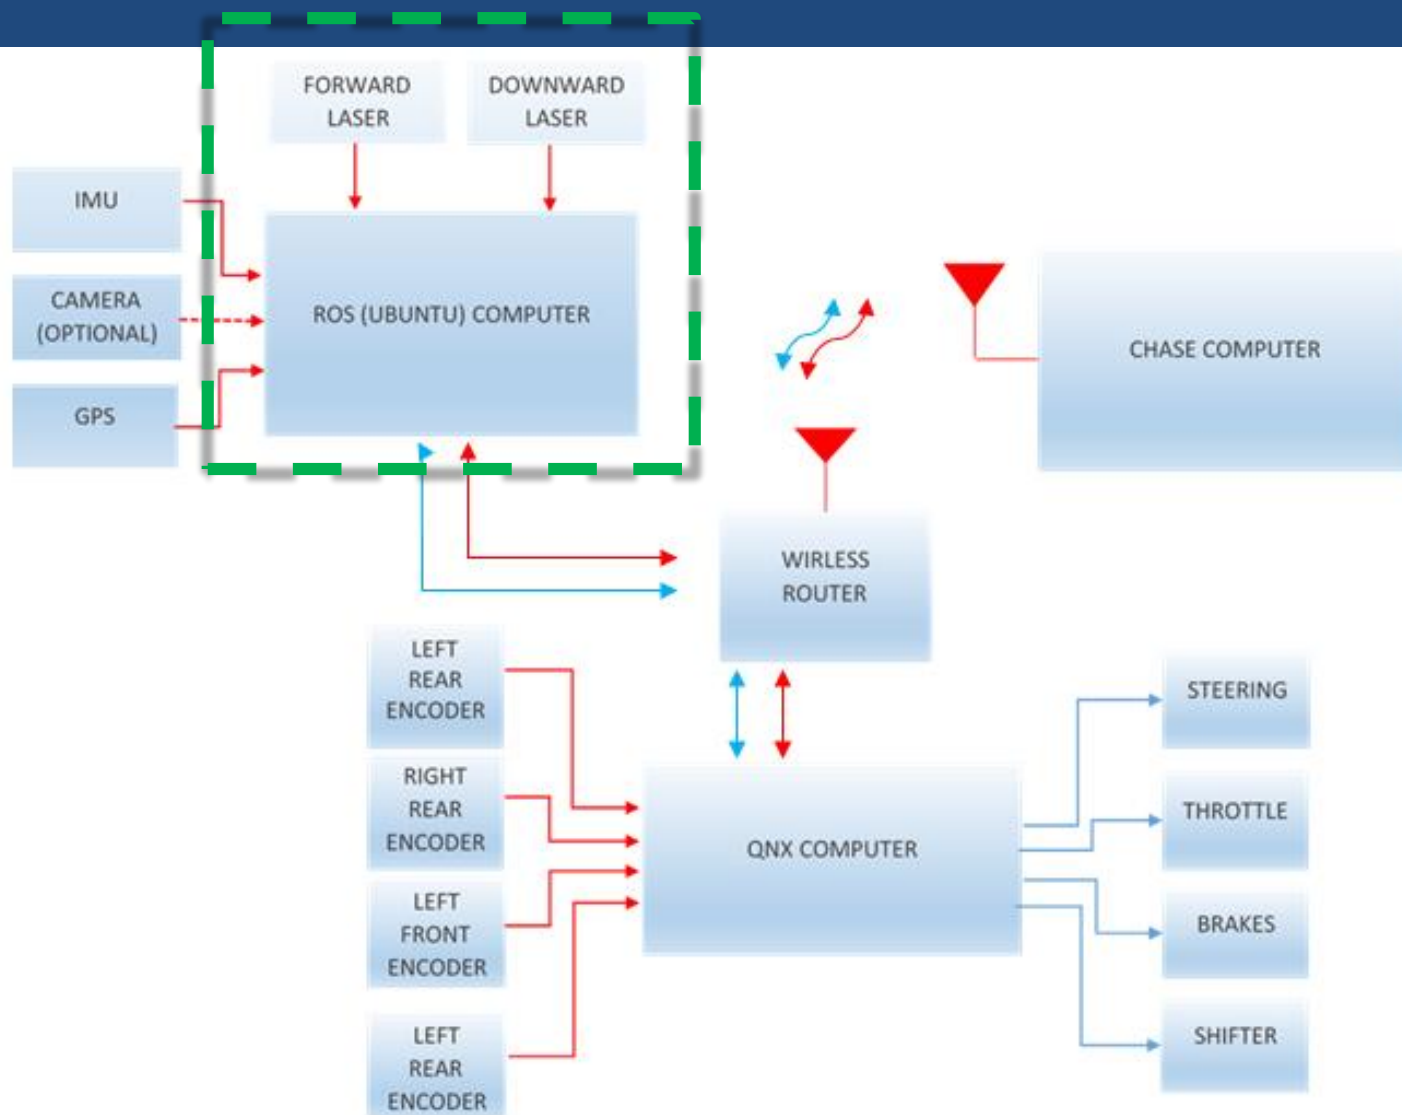 FORWARD
LASER
DOWNWARD
LASER
IMU
CAMERA
(OPTIONAL)
GPS
ROS (UBUNTU) COMPUTER
CHASE COMPUTER
WIRLESS
ROUTER
LEFT
REAR
ENCODER
RIGHT
REAR
ENCODER
LEFT
FRONT
ENCODER
LEFT
REAR
ENCODER
QNX COMPUTER
STEERING
THROTTLE
BRAKES
SHIFTER